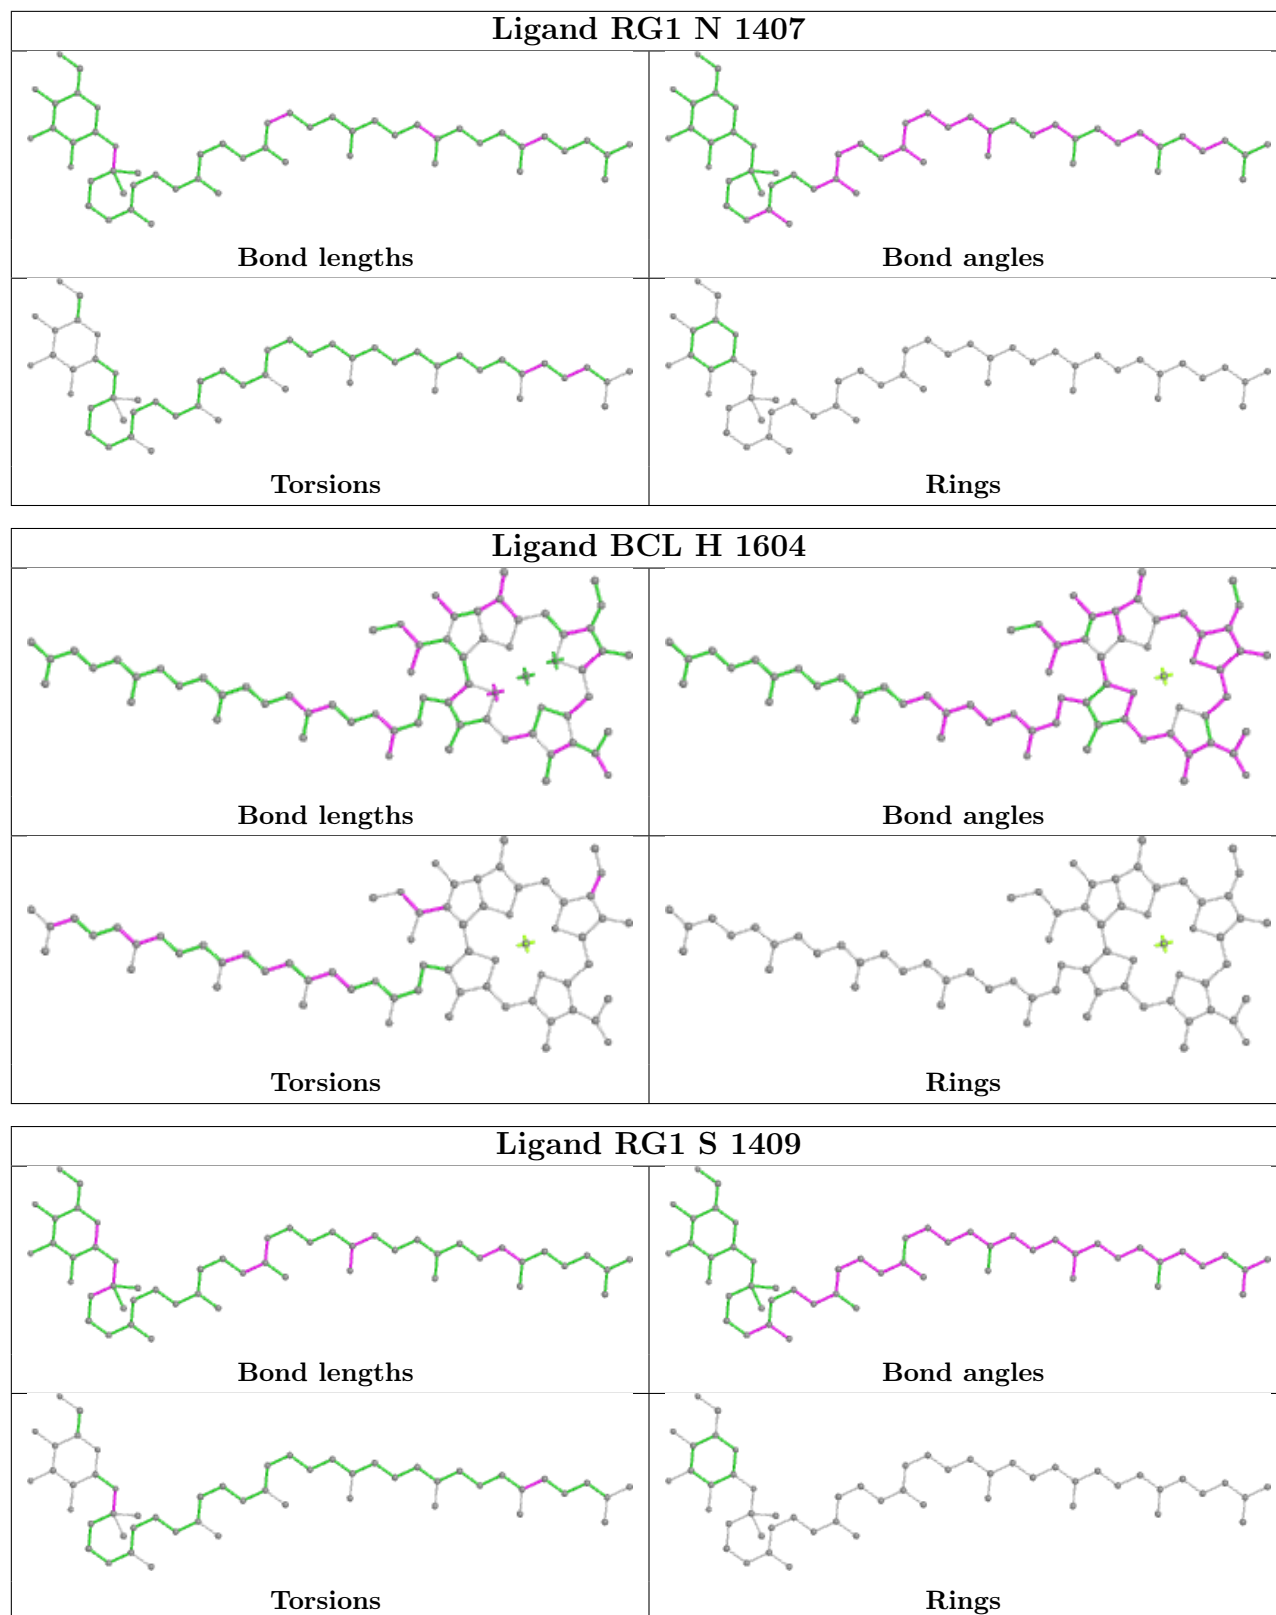 Ligand RG1 N 1407
Bond lengths
Bond angles
Torsions
Rings
Ligand BCL H 1604
Bond lengths
Bond angles
Torsions
Rings
Ligand RG1 S 1409
Bond lengths
Bond angles
Torsions
Rings